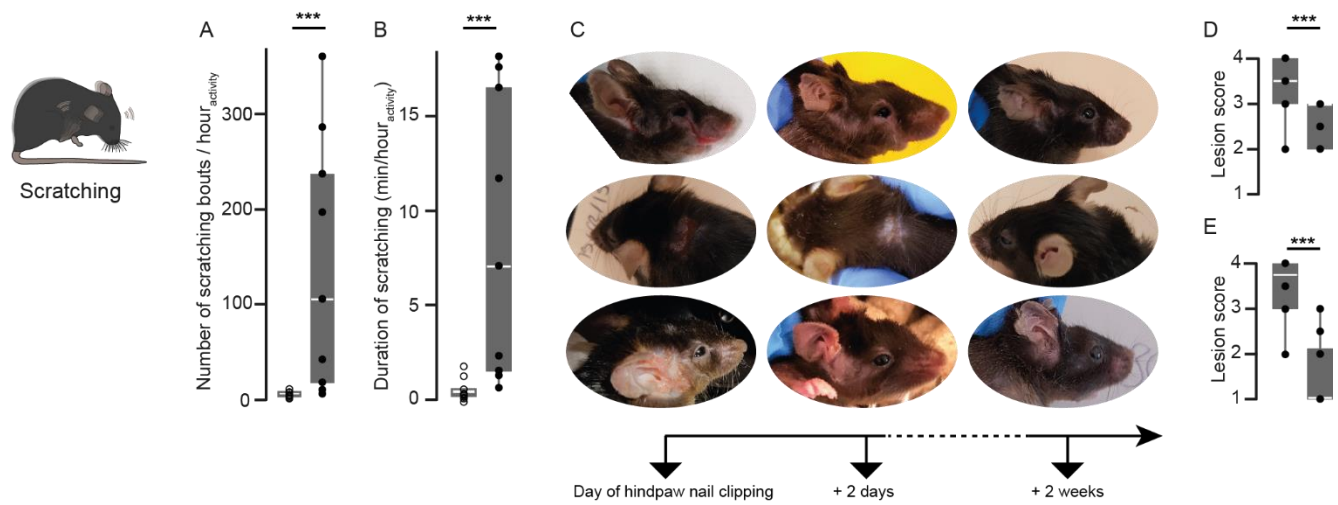 Scratching
A
***
Number of scratching bouts / hour activity
300
200
100
0
B
***
Duration of scratching (min/hour activity)
15
10
5
0
C
Day of hindpaw nail clipping
+ 2 days
+ 2 weeks
D
***
Lesion score
4
3
2
1
E
***
Lesion score
4
3
2
1